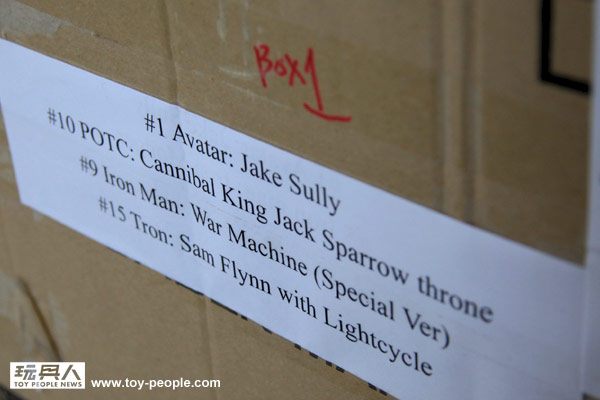 Box 1
#1 Avatar: Jake Sully
#10 POTC: Cannibal King Jack Sparrow throne
#9 Iron Man: War Machine (Special Ver)
#15 Tron: Sam Flynn with Lightcycle
玩具人
TOY PEOPLE NEWS
www.toy-people.com